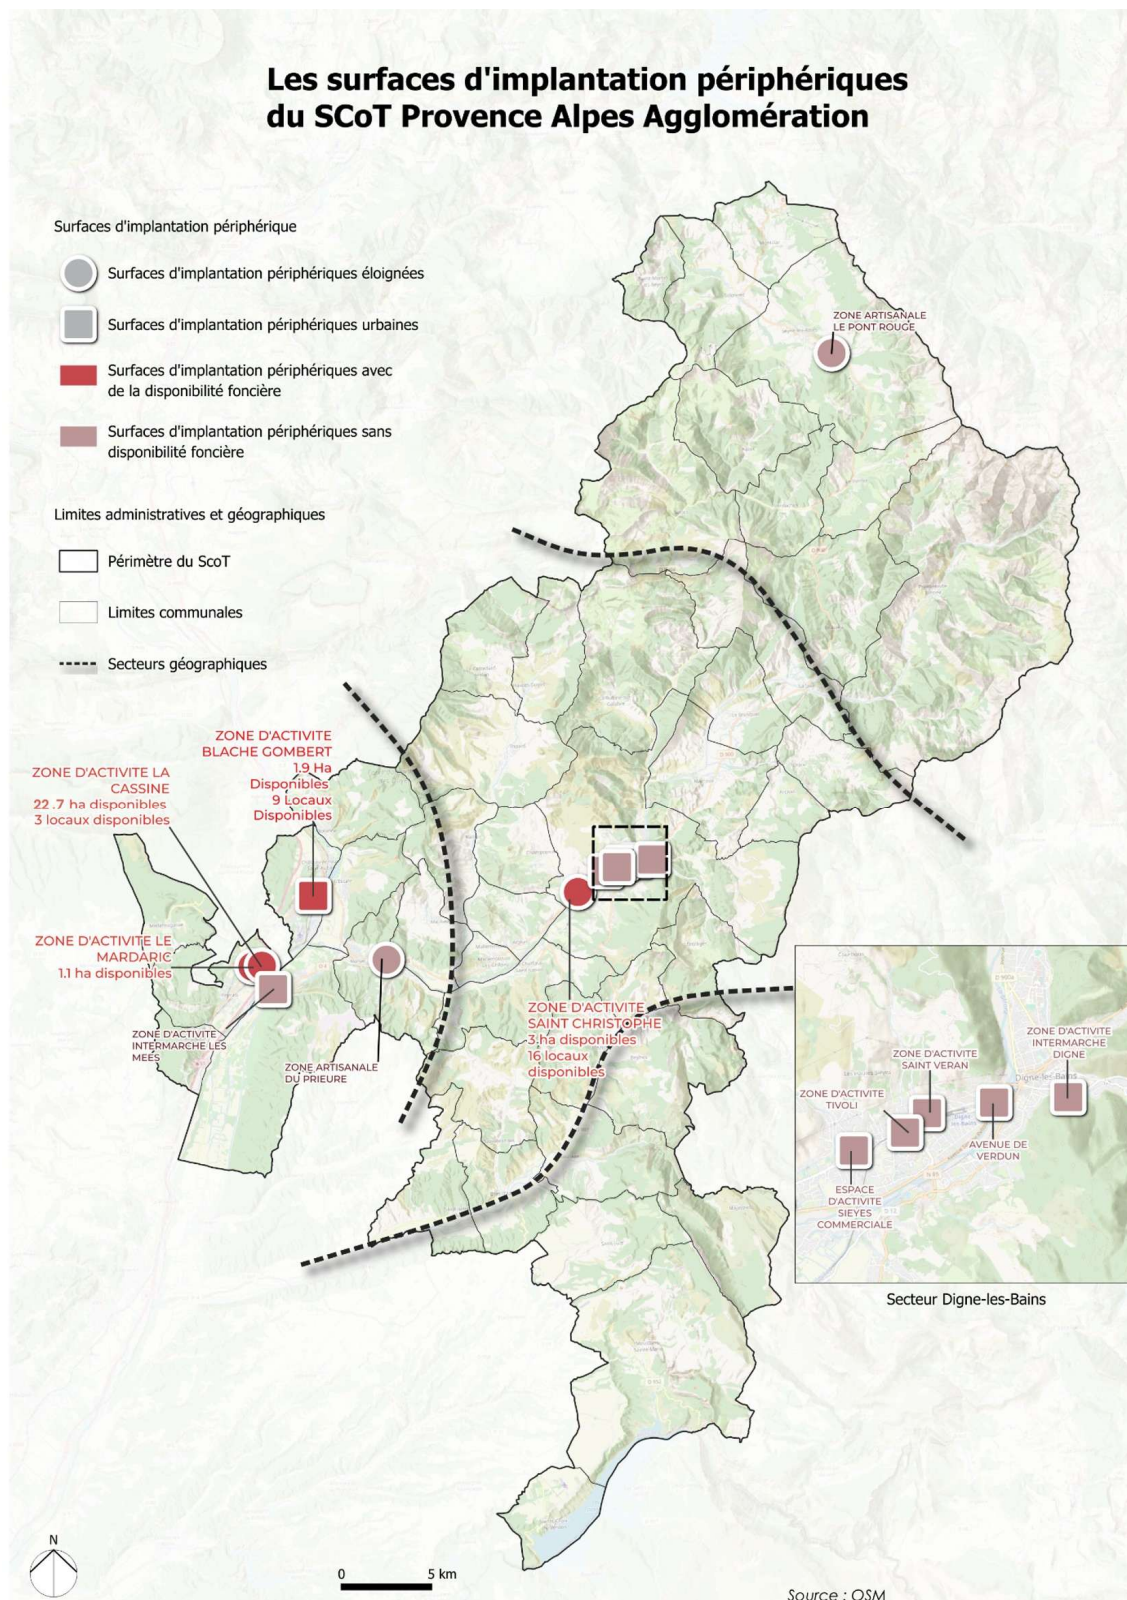 Les surfaces d'implantation périphériques
du SCoT Provence Alpes Agglomération
Surfaces d'implantation périphérique
Surfaces d'implantation périphériques éloignées
Surfaces d'implantation périphériques urbaines
Surfaces d'implantation périphériques avec
de la disponibilité foncière
Surfaces d'implantation périphériques sans
disponibilité foncière
Limites administratives et géographiques
Périmètre du ScoT
Limites communales
Secteurs géographiques
ZONE ARTISANALE
LE PONT ROUGE
ZONE D'ACTIVITE
BLACHE GOMBERT
1.9 Ha
Disponibles
9 Locaux
Disponibles
ZONE D'ACTIVITE LA
CASSINE
22.7 ha disponibles
3 locaux disponibles
ZONE D'ACTIVITE LE
MARDARIC
1.1 ha disponibles
ZONE D'ACTIVITE
INTERMARCHE LES
MEES
ZONE ARTISANALE
DU PRIEURE
ZONE D'ACTIVITE
SAINT CHRISTOPHE
3 ha disponibles
16 locaux
disponibles
ZONE D'ACTIVITE
INTERMARCHE
DIGNE
ZONE D'ACTIVITE
SAINT VERAN
ZONE D'ACTIVITE
TIVOLI
Digne-les-Bains
AVENUE DE
VERDUN
ESPACE
D'ACTIVITE
SIEYES
COMMERCIALE
Secteur Digne-les-Bains
N
0 5 km
Source : OSM